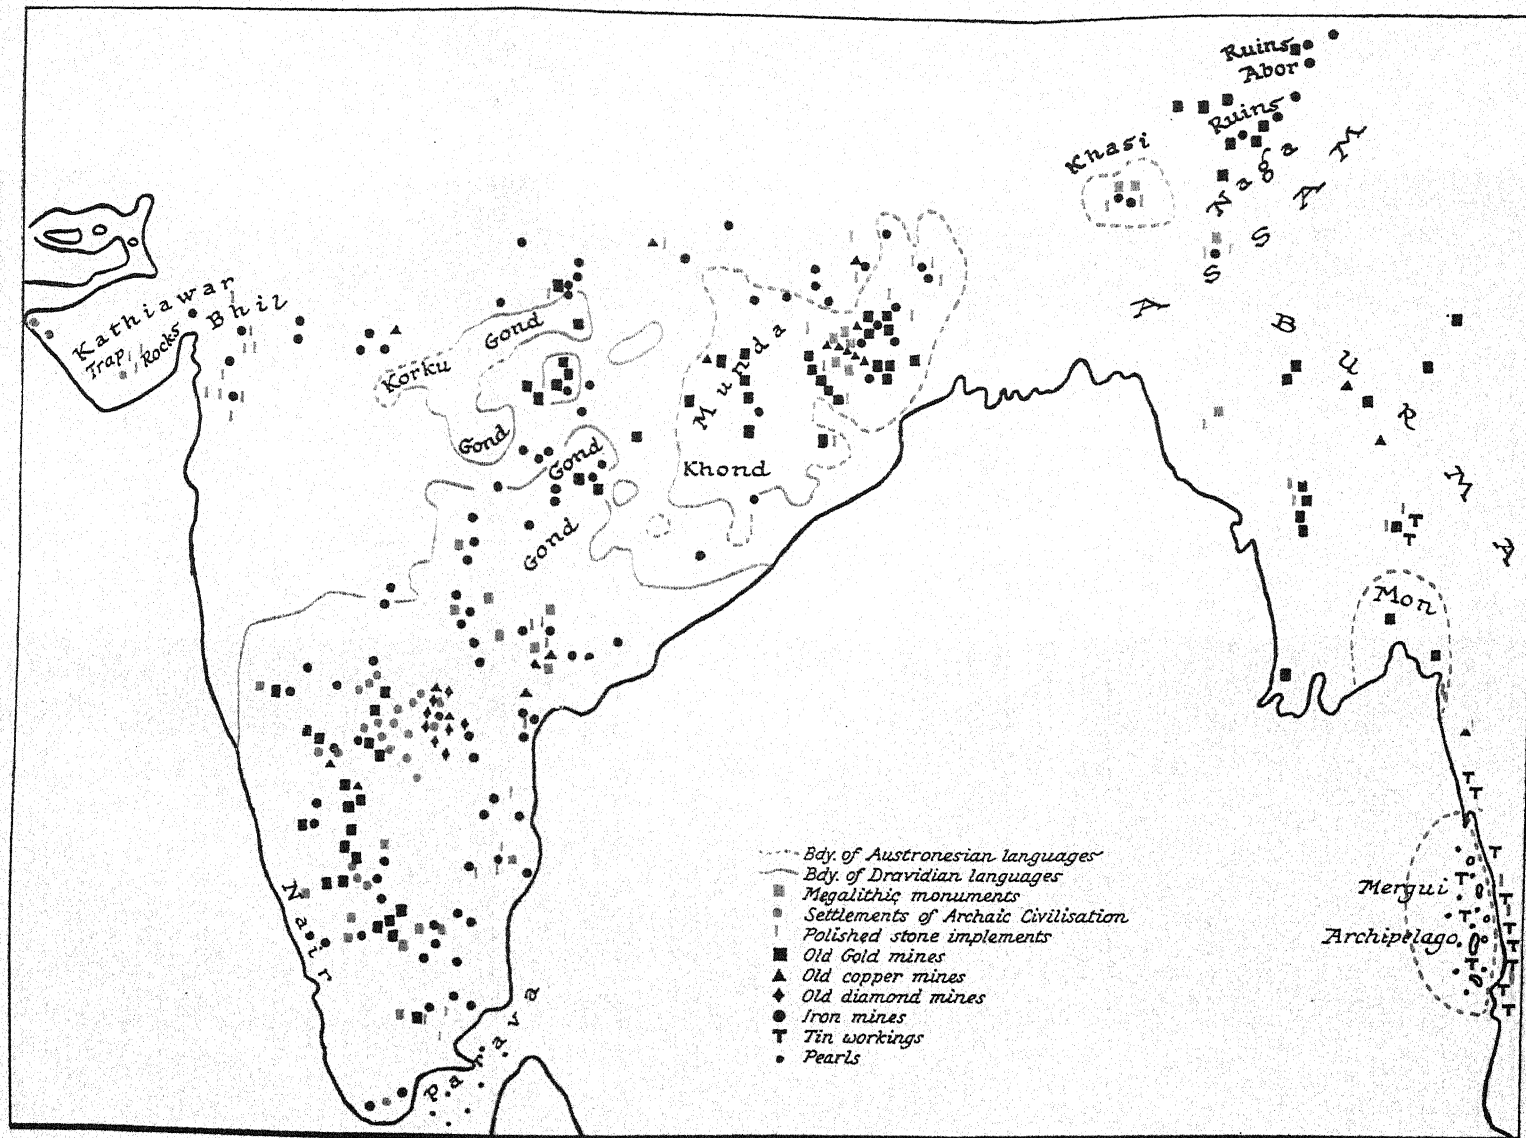 Ruins
Abor
Ruins
Khasi
Naga
ASSAM
Kathiawar
Bhil
Trap Rocks
Gond
Korku
Munda
BURMA
Gond
Gond
Khond
Gond
Mon
Bdy. of Austronesian languages
Bdy. of Dravidian languages
Megalithic monuments
Settlements of Archaic Civilisation
Polished stone implements
Old Gold mines
Old copper mines
Old diamond mines
Iron mines
T Tin workings
Pearls
Mergui
Archipelago
Nair
Parava